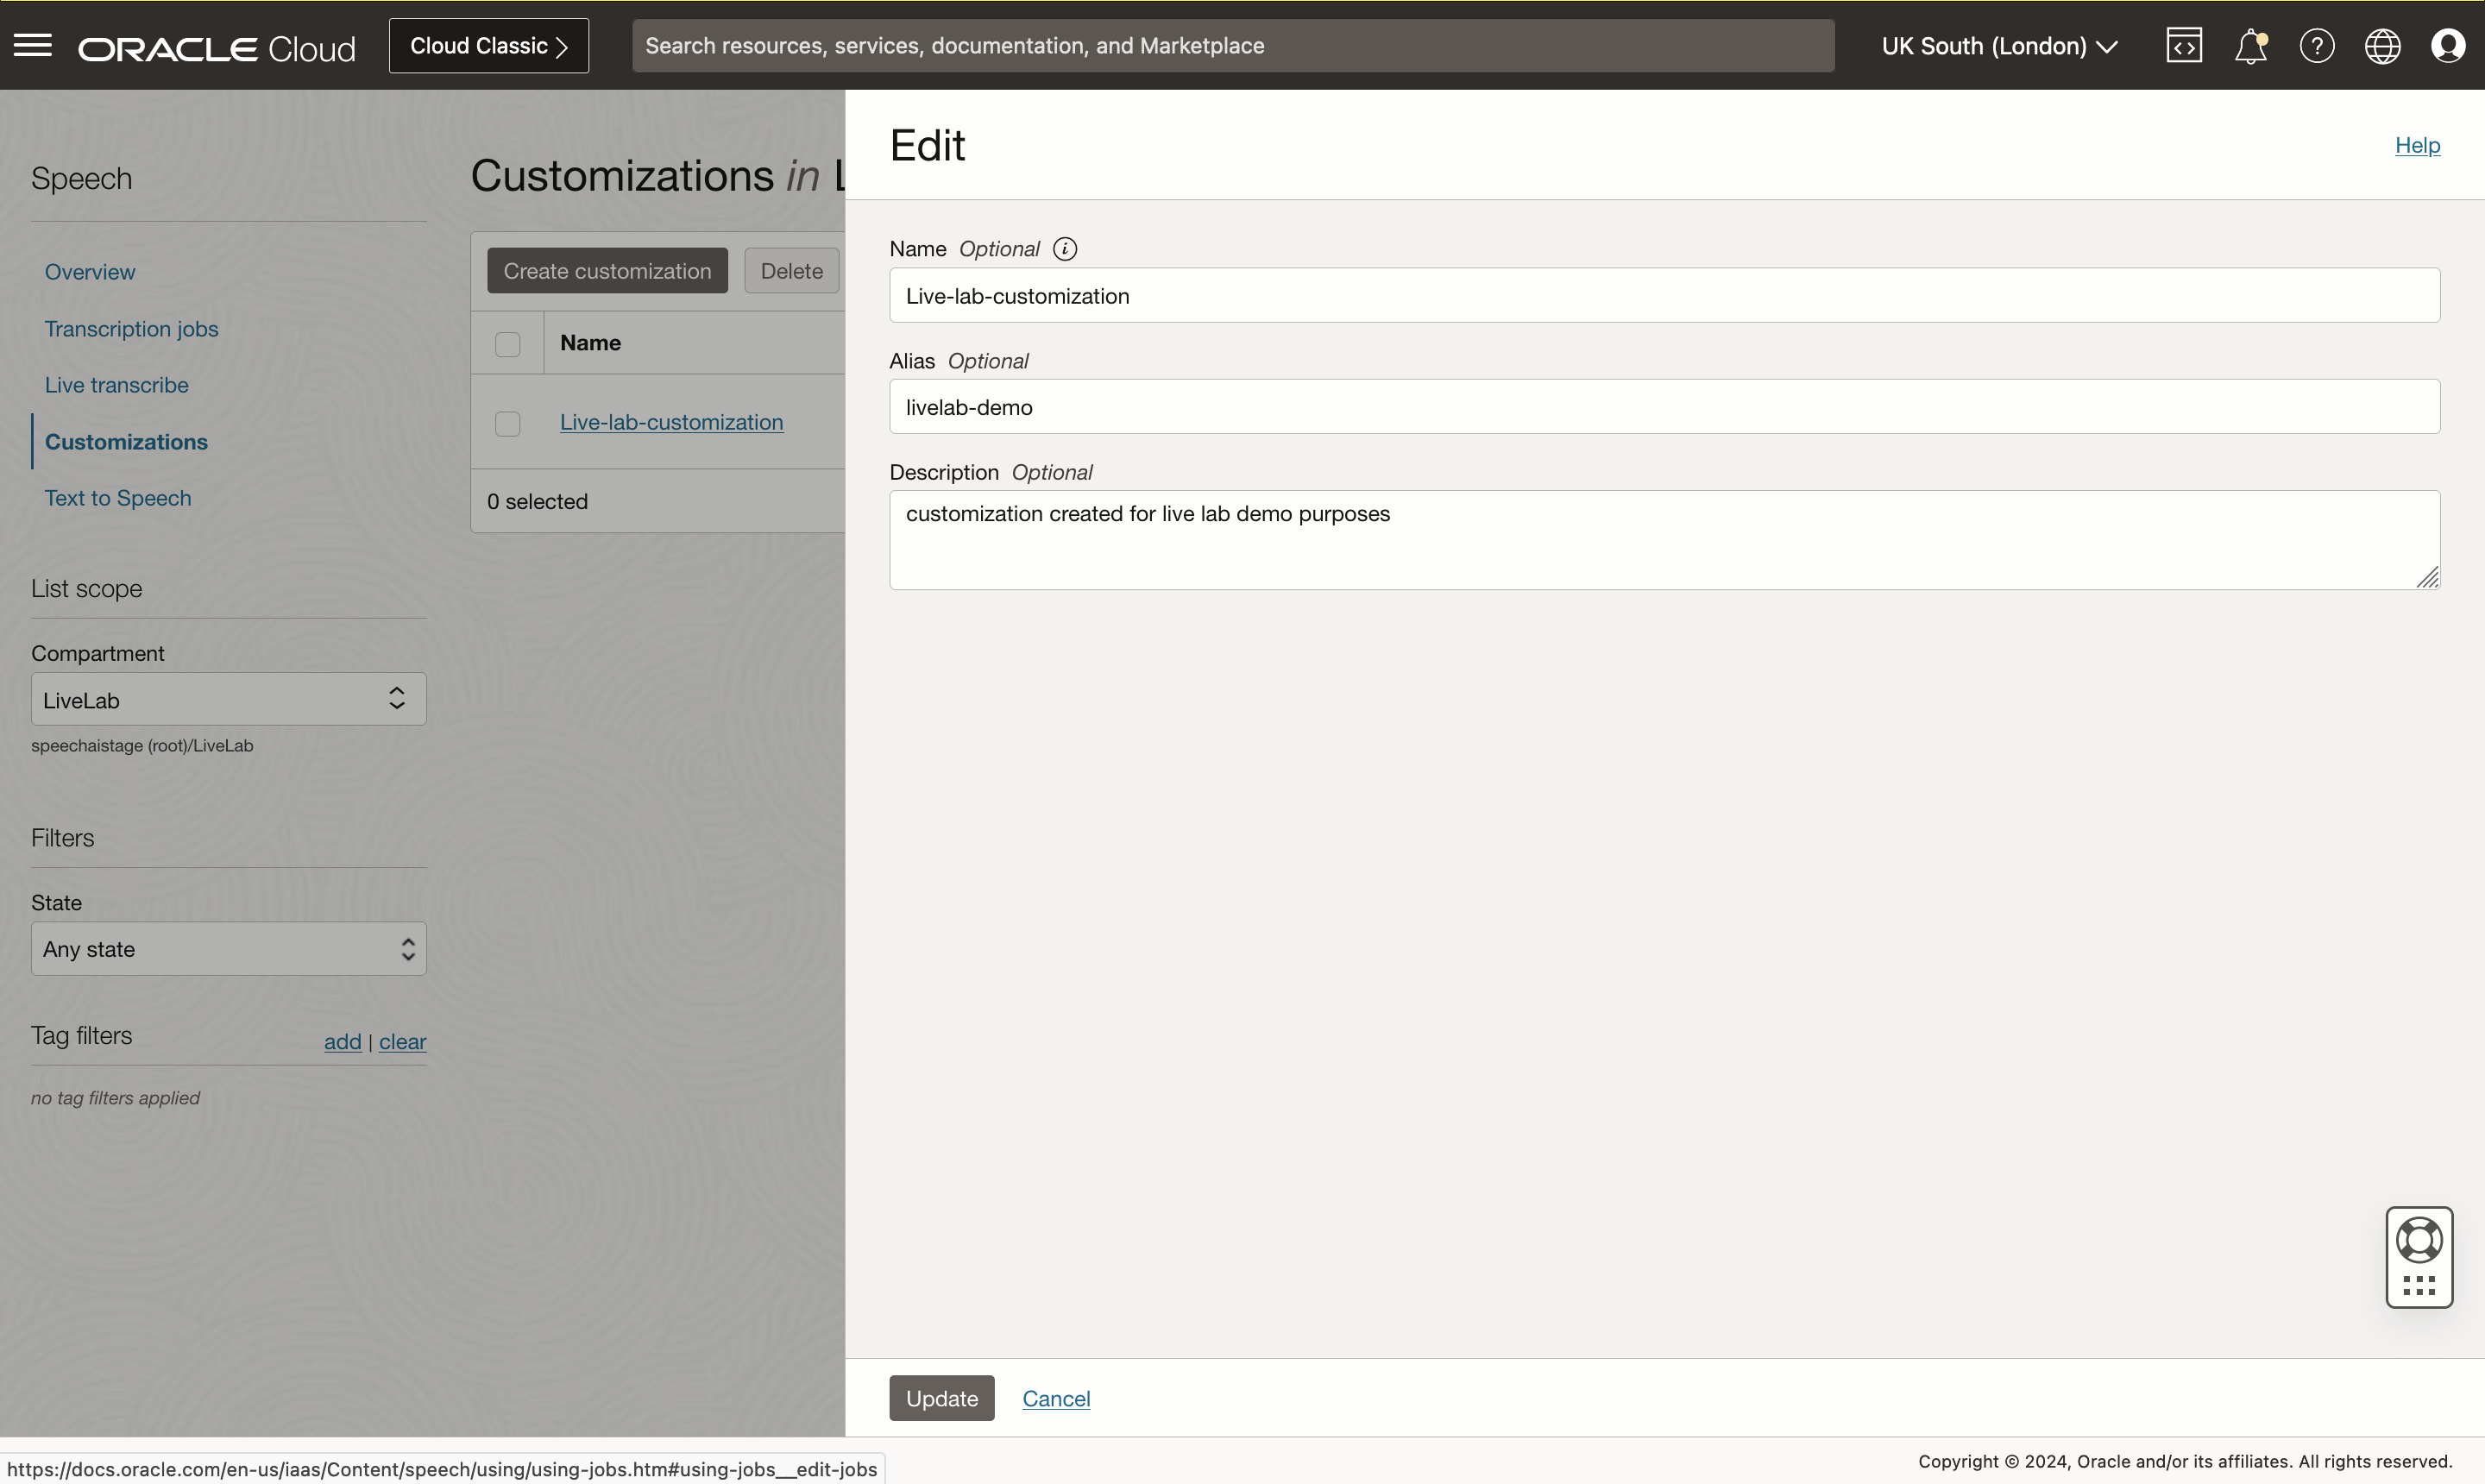 ORACLE Cloud
Cloud Classic
Search resources, services, documentation, and Marketplace
UK South (London)
Speech
Overview
Transcription jobs
Live transcribe
Customizations
Text to Speech
List scope
Compartment
LiveLab
speechaistage (root)/LiveLab
Filters
State
Any state
Tag filters
add | clear
no tag filters applied
Customizations in L
Create customization
Delete
Name
Live-lab-customization
0 selected
Edit
Help
Name Optional
Live-lab-customization
Alias Optional
livelab-demo
Description Optional
customization created for live lab demo purposes
Update
Cancel
https://docs.oracle.com/en-us/iaas/Content/speech/using/using-jobs.htm#using-jobs__edit-jobs
Copyright © 2024, Oracle and/or its affiliates. All rights reserved.